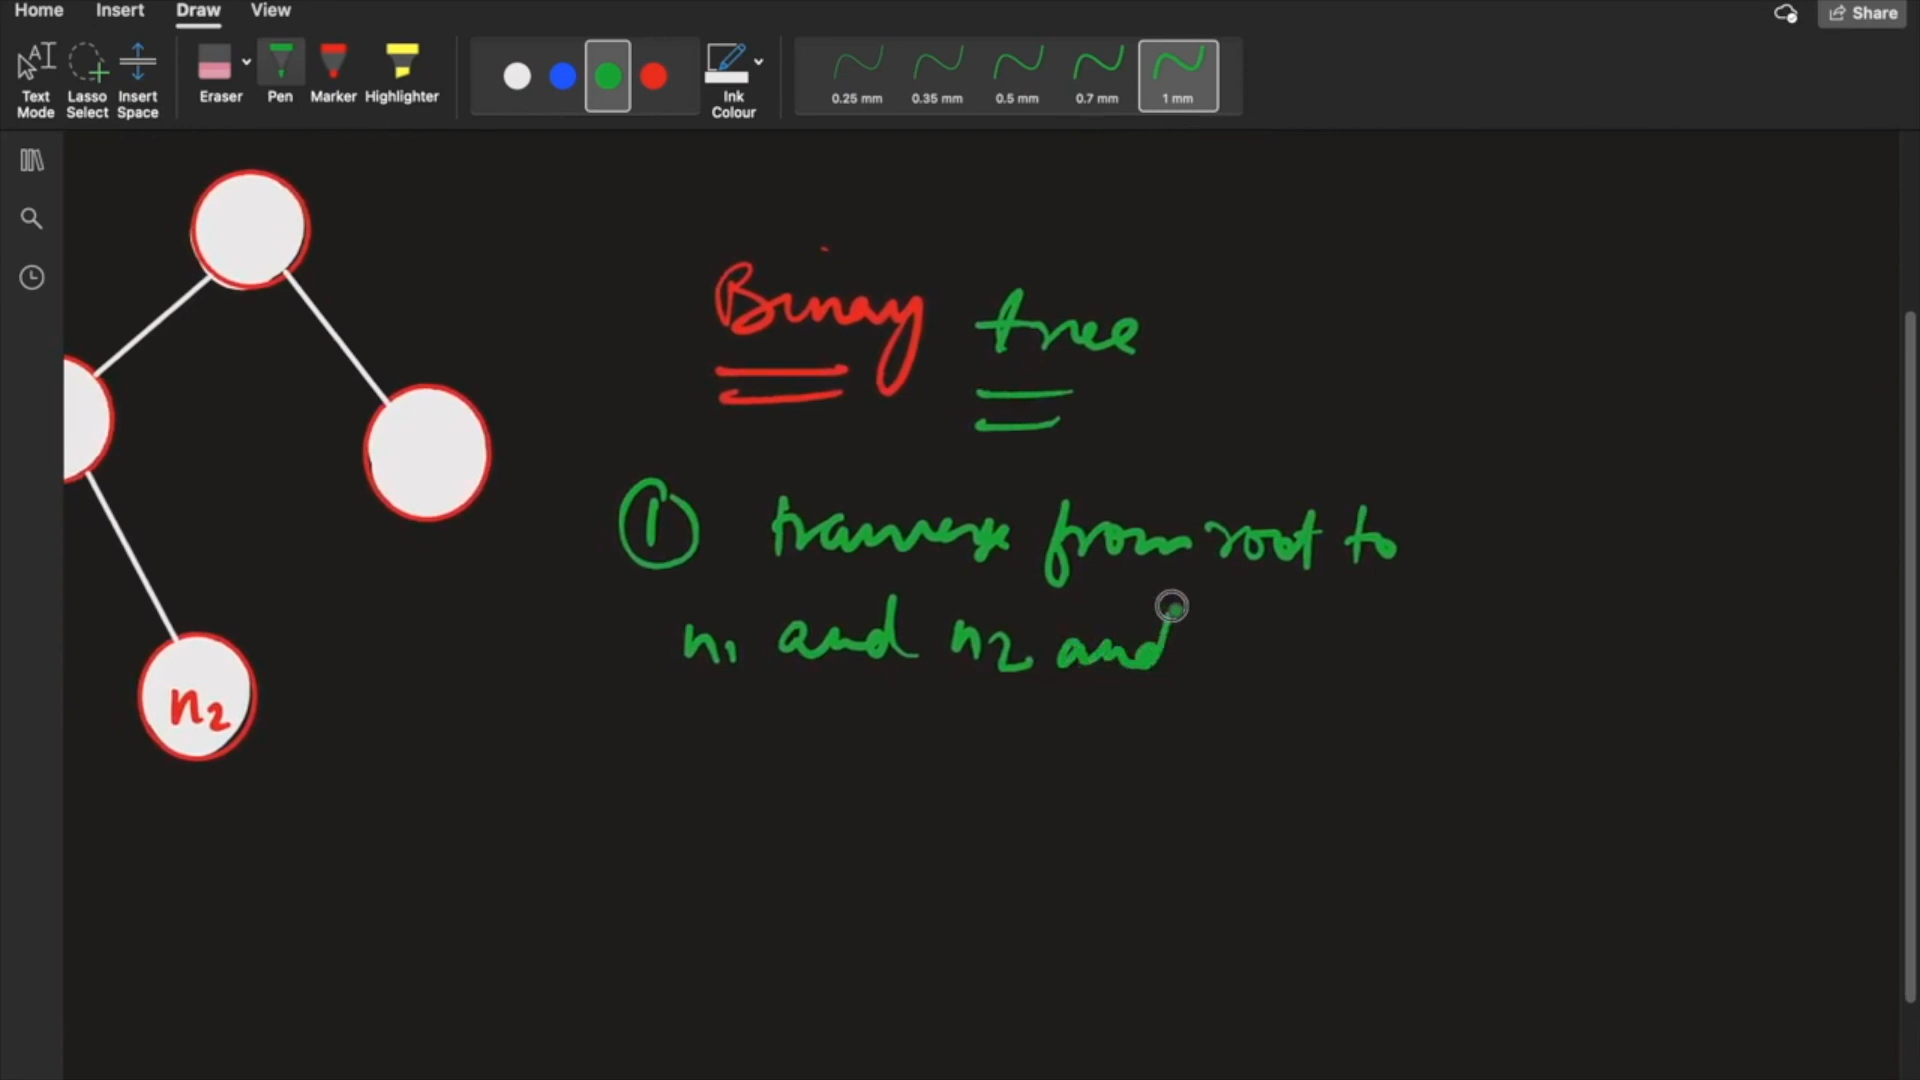 Home Insert Draw View
Share
Text Mode
Lasso Select
Insert Space
Eraser
Pen
Marker
Highlighter
Ink Colour
0.25 mm
0.35 mm
0.5 mm
0.7 mm
1 mm
Binay tree
① traverse from root to
n1 and n2 and
n2